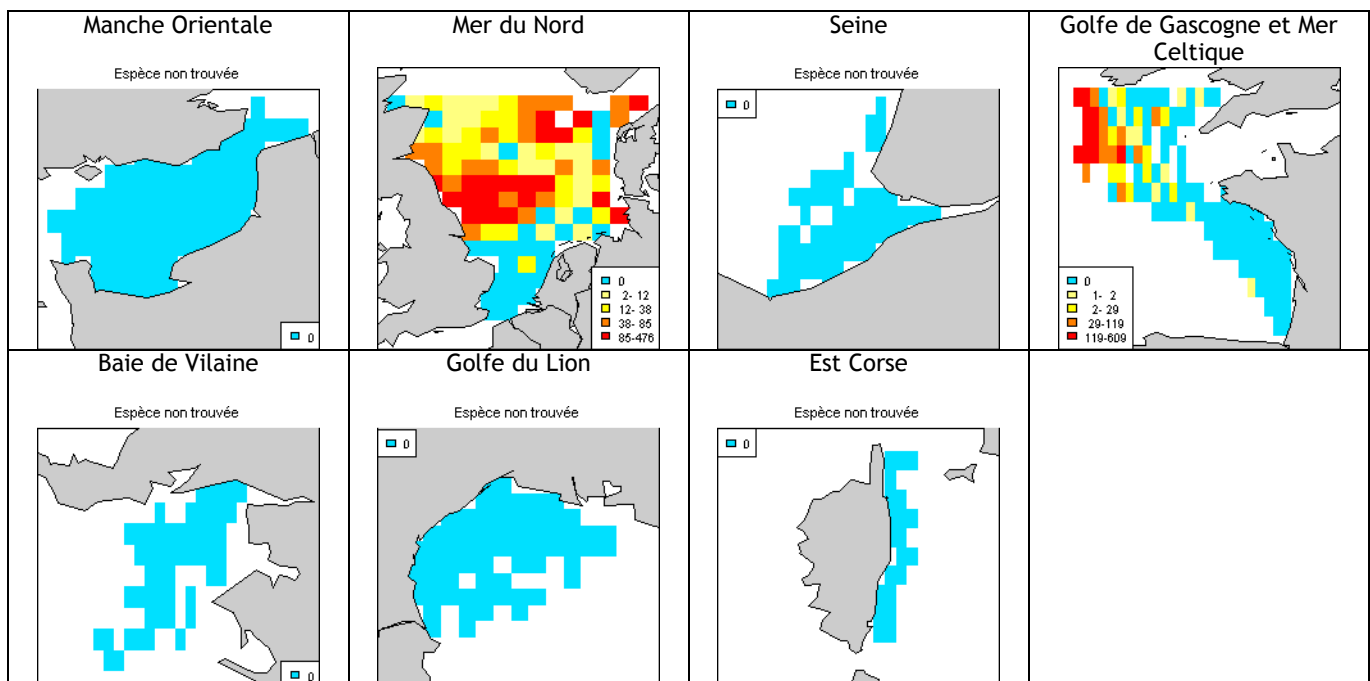 Manche Orientale
Espèce non trouvée
0
Mer du Nord
0
2- 12
12- 38
38- 85
85-476
Seine
Espèce non trouvée
0
Golfe de Gascogne et Mer
Celtique
0
1- 2
2- 29
29-119
119-609
Baie de Vilaine
Espèce non trouvée
0
Golfe du Lion
Espèce non trouvée
0
Est Corse
Espèce non trouvée
0